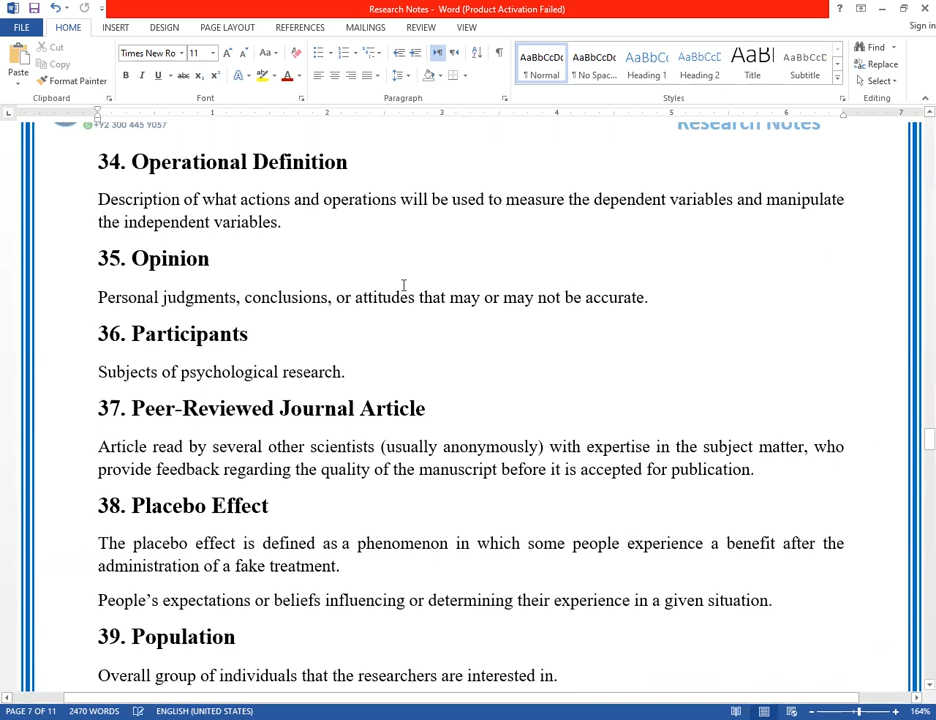 Research Notes - Word (Product Activation Failed)
Sign in
FILE HOME INSERT DESIGN PAGE LAYOUT REFERENCES MAILINGS REVIEW VIEW
Paste
Cut
Copy
Format Painter
Clipboard
Times New Ro 11
Font
Paragraph
AaBbCcDc AaBbCcDc AaBbCc AaBbCcC AaBl AaBbCcC
¶ Normal ¶ No Spac... Heading 1 Heading 2 Title Subtitle
Styles
Find
Replace
Select
Editing
1 2 3 4 5 6 7
+92 300 445 9057
Research Notes
34. Operational Definition
Description of what actions and operations will be used to measure the dependent variables and manipulate
the independent variables.
35. Opinion
Personal judgments, conclusions, or attitudes that may or may not be accurate.
36. Participants
Subjects of psychological research.
37. Peer-Reviewed Journal Article
Article read by several other scientists (usually anonymously) with expertise in the subject matter, who
provide feedback regarding the quality of the manuscript before it is accepted for publication.
38. Placebo Effect
The placebo effect is defined as a phenomenon in which some people experience a benefit after the
administration of a fake treatment.
People’s expectations or beliefs influencing or determining their experience in a given situation.
39. Population
Overall group of individuals that the researchers are interested in.
PAGE 7 OF 11 2470 WORDS ENGLISH (UNITED STATES) 164%